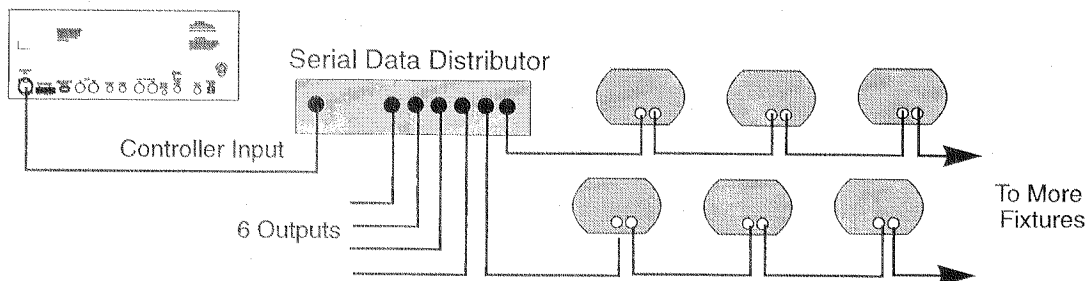 Serial Data Distributor
Controller Input
6 Outputs
To More
Fixtures